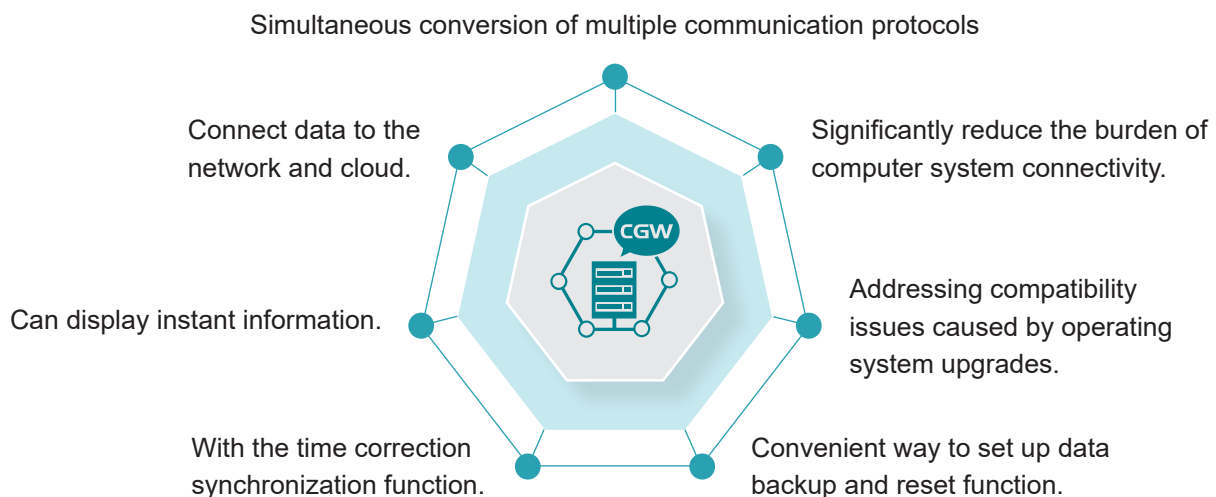 Simultaneous conversion of multiple communication protocols
Connect data to the
network and cloud.
Significantly reduce the burden of
computer system connectivity.
CGW
Can display instant information.
Addressing compatibility
issues caused by operating
system upgrades.
With the time correction
synchronization function.
Convenient way to set up data
backup and reset function.